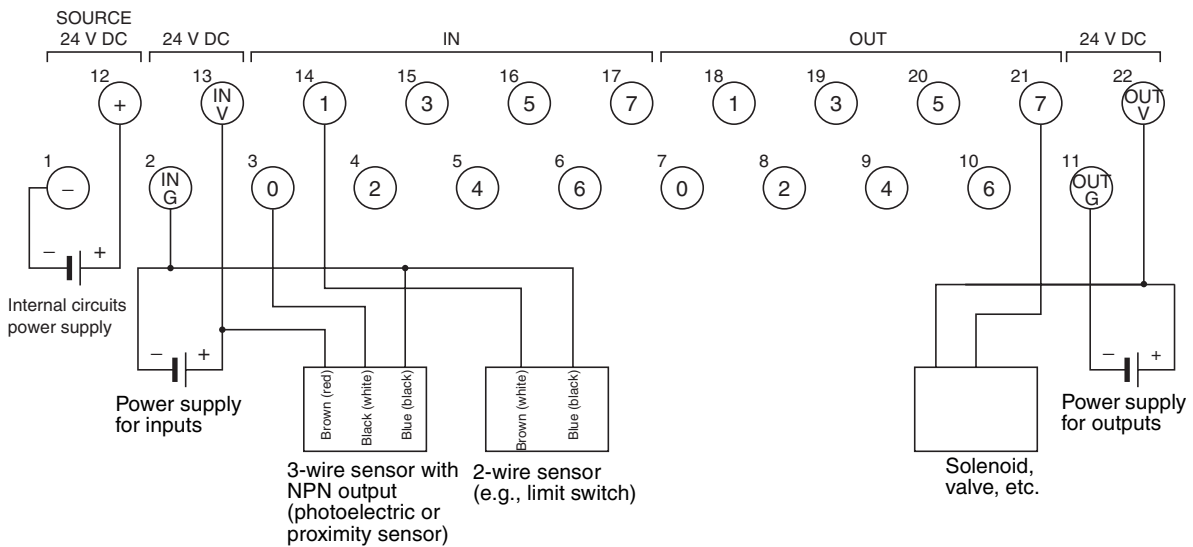 SOURCE
24 V DC 24 V DC IN OUT 24 V DC
12 13 14 15 16 17 18 19 20 21 22
+ IN V 1 3 5 7 1 3 5 7 OUT V
1 2 3 4 5 6 7 8 9 10 11
− IN G 0 2 4 6 0 2 4 6 OUT G
− +
Internal circuits
power supply
− +
Power supply
for inputs
Brown (red)
Black (white)
Blue (black)
3-wire sensor with
NPN output
(photoelectric or
proximity sensor)
Brown (white)
Blue (black)
2-wire sensor
(e.g., limit switch)
Solenoid,
valve, etc.
− +
Power supply
for outputs